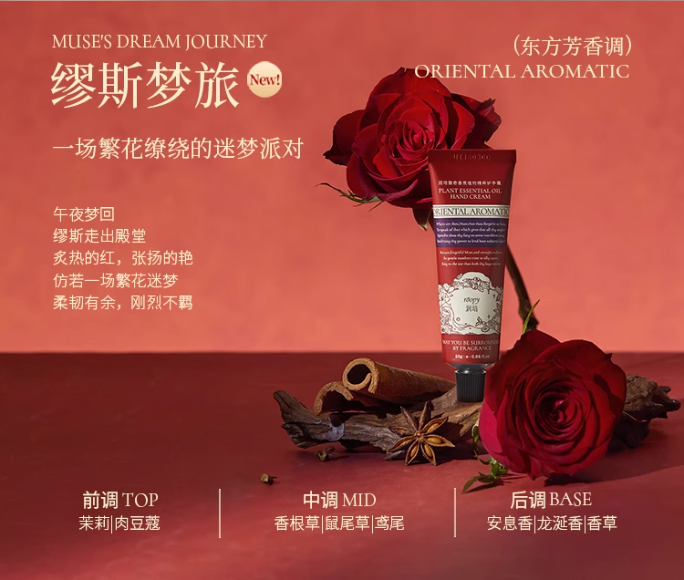 MUSE'S DREAM JOURNEY
缪斯梦旅
New!
一场繁花缭绕的迷梦派对
午夜梦回
缪斯走出殿堂
炙热的红，张扬的艳
仿若一场繁花迷梦
柔韧有余，刚烈不羁
（东方芳香调）
ORIENTAL AROMATIC
PLANT ESSENTIAL OIL
HAND CREAM
ORIENTAL AROMATIC
MAY YOU BE SURROUNDED
BY FRAGRANCE
前调 TOP
茉莉|肉豆蔻
中调 MID
香根草|鼠尾草|鸢尾
后调 BASE
安息香|龙涎香|香草